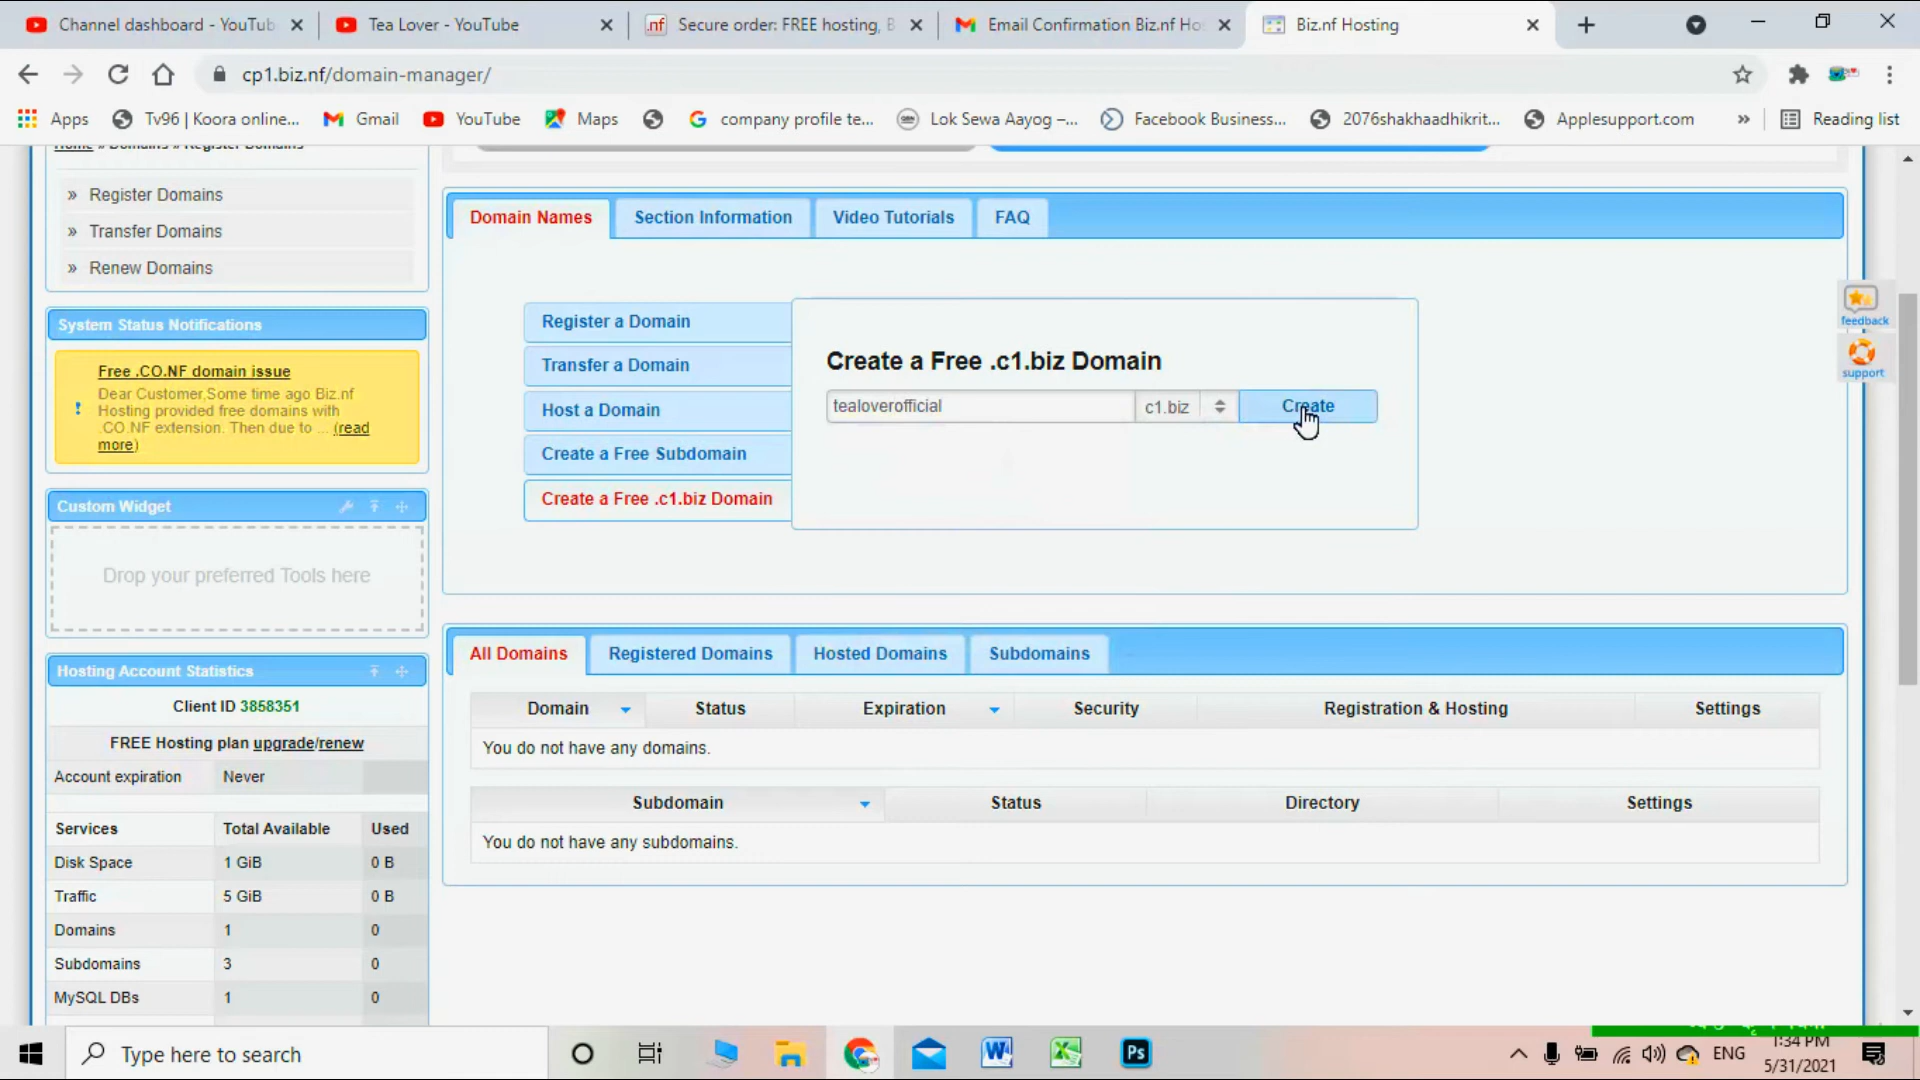 Channel dashboard - YouTub
Tea Lover - YouTube
.nf Secure order: FREE hosting, B
Email Confirmation Biz.nf Ho
Biz.nf Hosting
cp1.biz.nf/domain-manager/
Apps
Tv96 | Koora online...
Gmail
YouTube
Maps
company profile te...
Lok Sewa Aayog –...
Facebook Business...
2076shakhaadhikrit...
Applesupport.com
»
Reading list
Home » Domains » Register Domains
» Register Domains
» Transfer Domains
» Renew Domains
System Status Notifications
Free .CO.NF domain issue
Dear Customer,Some time ago Biz.nf
Hosting provided free domains with
.CO.NF extension. Then due to ... (read
more)
Custom Widget
Drop your preferred Tools here
Hosting Account Statistics
Client ID 3858351
FREE Hosting plan upgrade/renew
Account expiration Never
Services Total Available Used
Disk Space 1 GiB 0 B
Traffic 5 GiB 0 B
Domains 1 0
Subdomains 3 0
MySQL DBs 1 0
Domain Names
Section Information
Video Tutorials
FAQ
Register a Domain
Transfer a Domain
Host a Domain
Create a Free Subdomain
Create a Free .c1.biz Domain
Create a Free .c1.biz Domain
tealoverofficial c1.biz Create
feedback
support
All Domains
Registered Domains
Hosted Domains
Subdomains
Domain Status Expiration Security Registration & Hosting Settings
You do not have any domains.
Subdomain Status Directory Settings
You do not have any subdomains.
Type here to search
W
Ps
ENG
1:34 PM
5/31/2021